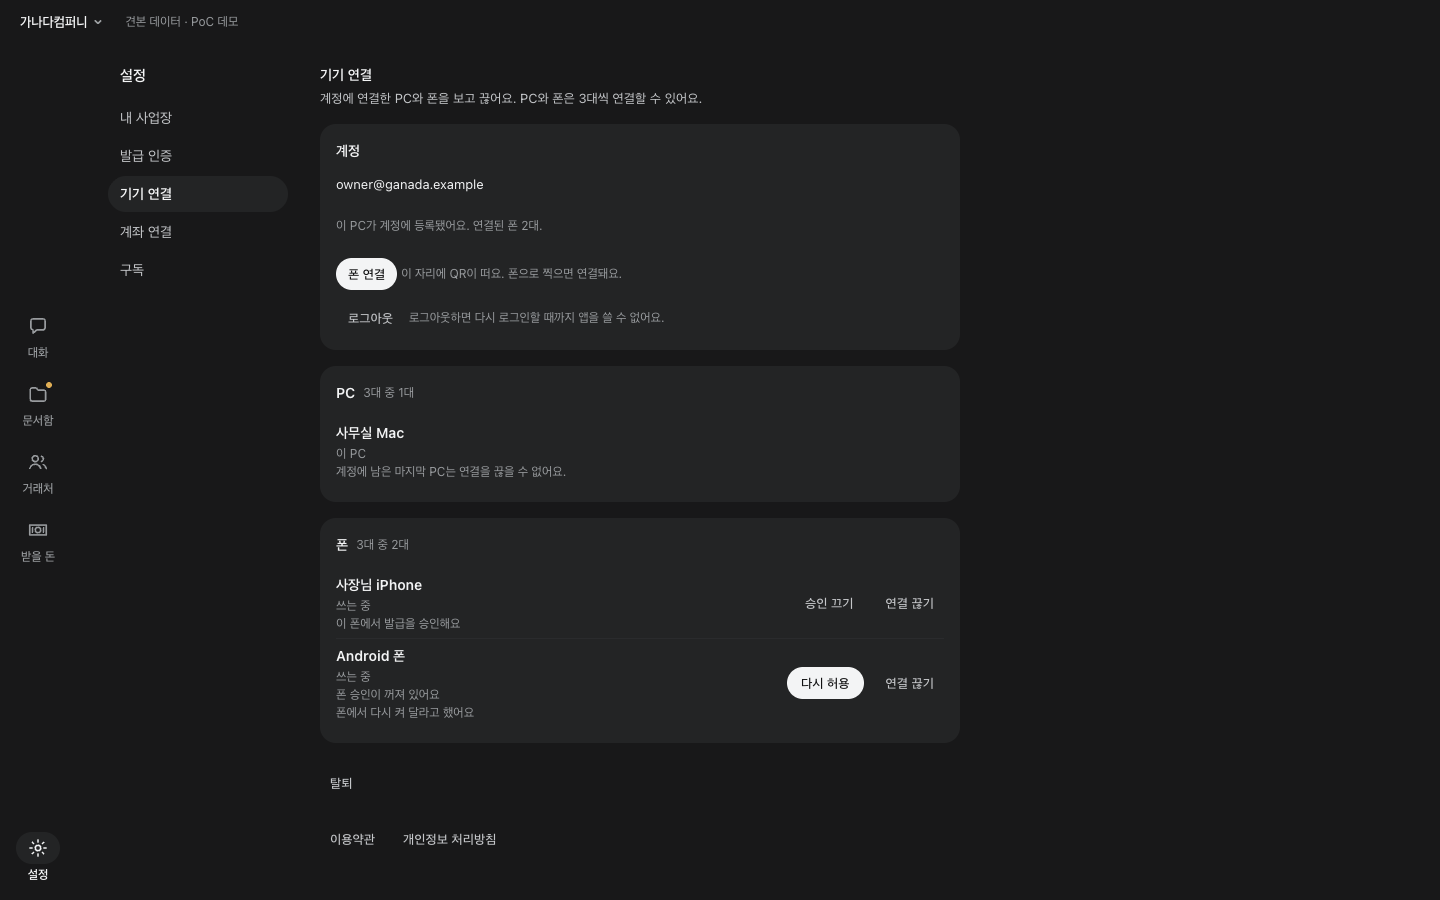 가나다컴퍼니
견본 데이터 · PoC 데모
설정
내 사업장
발급 인증
기기 연결
계좌 연결
구독
대화
문서함
거래처
받을 돈
설정
기기 연결
계정에 연결한 PC와 폰을 보고 끊어요. PC와 폰은 3대씩 연결할 수 있어요.
계정
owner@ganada.example
이 PC가 계정에 등록됐어요. 연결된 폰 2대.
폰 연결 이 자리에 QR이 떠요. 폰으로 찍으면 연결돼요.
로그아웃 로그아웃하면 다시 로그인할 때까지 앱을 쓸 수 없어요.
PC 3대 중 1대
사무실 Mac
이 PC
계정에 남은 마지막 PC는 연결을 끊을 수 없어요.
폰 3대 중 2대
사장님 iPhone
쓰는 중
이 폰에서 발급을 승인해요
승인 끄기 연결 끊기
Android 폰
쓰는 중
폰 승인이 꺼져 있어요
폰에서 다시 켜 달라고 했어요
다시 허용 연결 끊기
탈퇴
이용약관 개인정보 처리방침